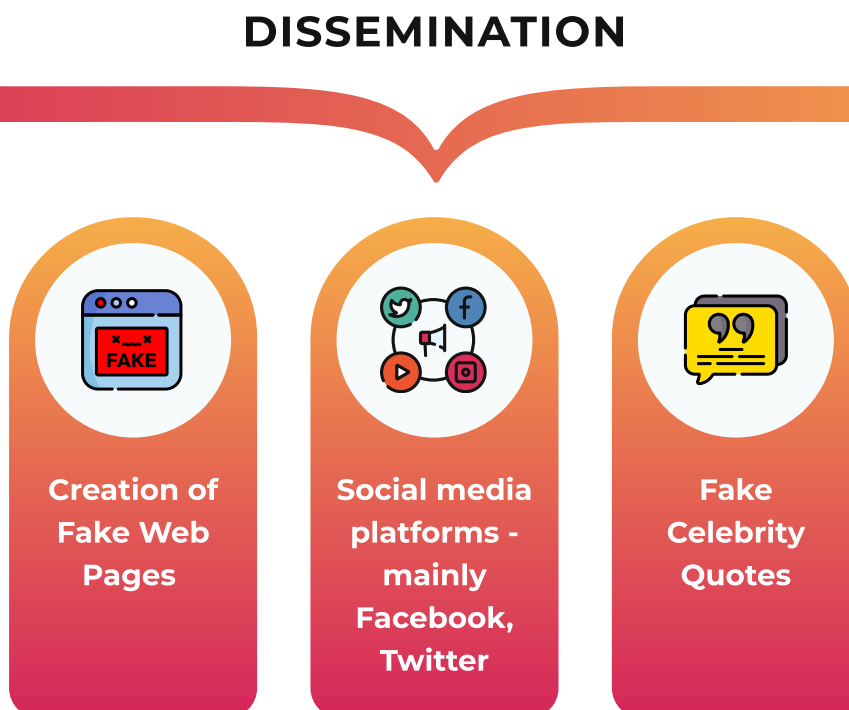 DISSEMINATION
FAKE
Creation of
Fake Web
Pages
Social media
platforms -
mainly
Facebook,
Twitter
Fake
Celebrity
Quotes